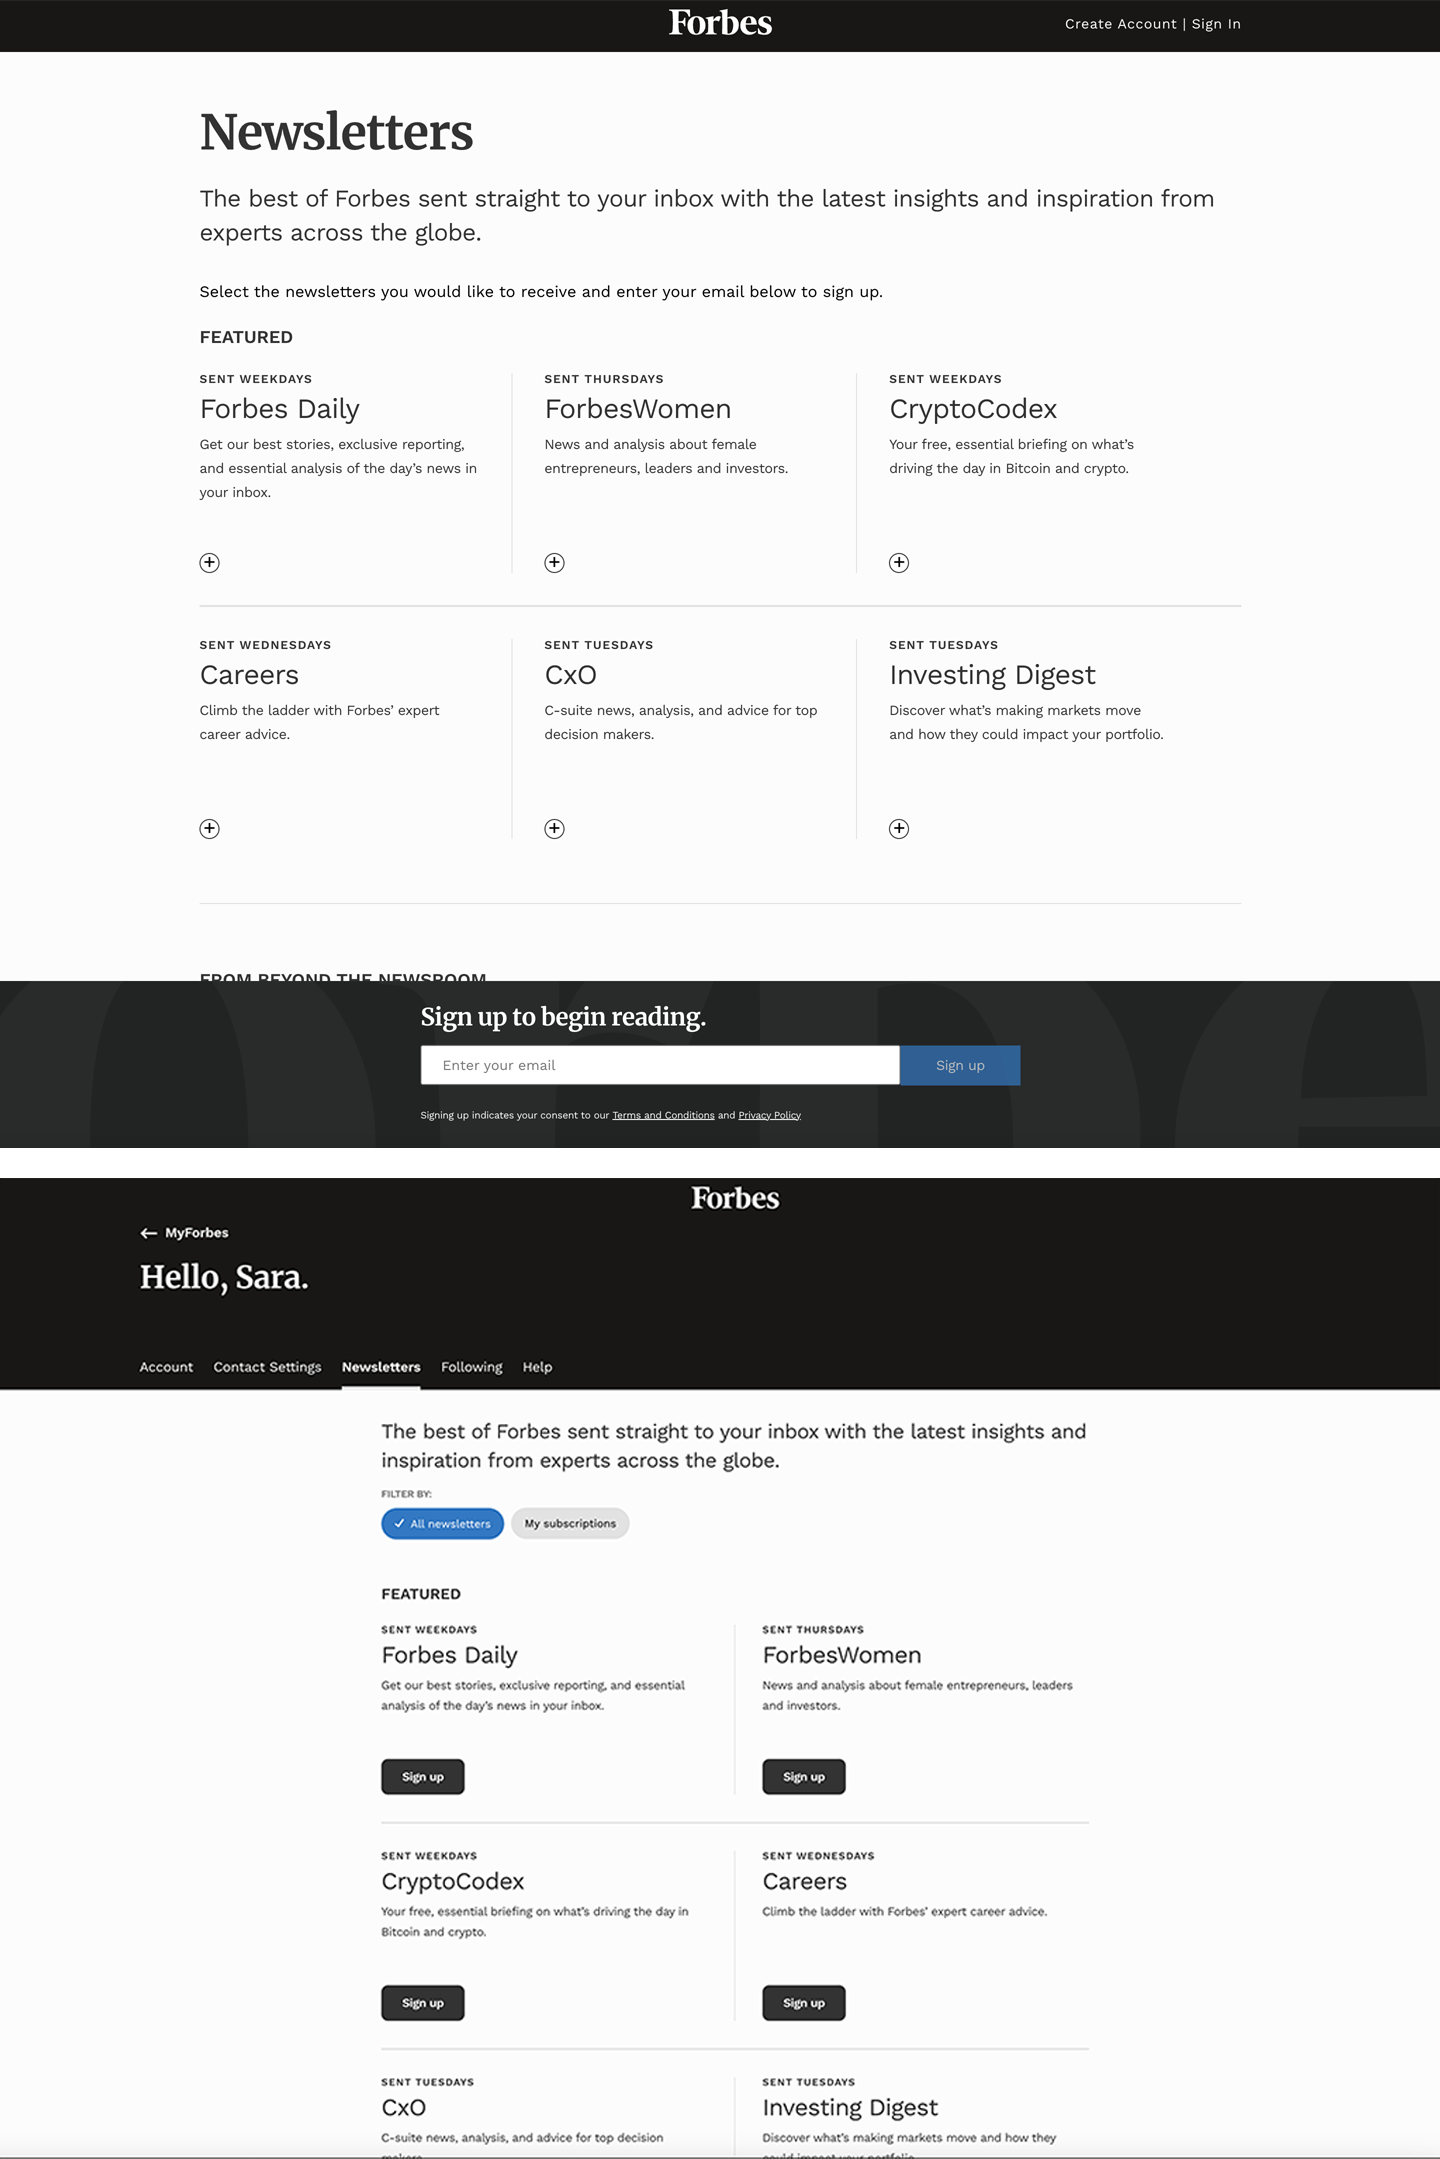 Forbes
Create Account | Sign In
Newsletters
The best of Forbes sent straight to your inbox with the latest insights and inspiration from
experts across the globe.
Select the newsletters you would like to receive and enter your email below to sign up.
FEATURED
SENT WEEKDAYS
Forbes Daily
Get our best stories, exclusive reporting,
and essential analysis of the day's news in
your inbox.
SENT THURSDAYS
ForbesWomen
News and analysis about female
entrepreneurs, leaders and investors.
SENT WEEKDAYS
CryptoCodex
Your free, essential briefing on what's
driving the day in Bitcoin and crypto.
SENT WEDNESDAYS
Careers
Climb the ladder with Forbes' expert
career advice.
SENT TUESDAYS
CxO
C-suite news, analysis, and advice for top
decision makers.
SENT TUESDAYS
Investing Digest
Discover what's making markets move
and how they could impact your portfolio.
FROM BEYOND THE NEWSROOM
Sign up to begin reading.
Enter your email
Sign up
Signing up indicates your consent to our Terms and Conditions and Privacy Policy
Forbes
← MyForbes
Hello, Sara.
Account Contact Settings Newsletters Following Help
The best of Forbes sent straight to your inbox with the latest insights and
inspiration from experts across the globe.
FILTER BY:
✓ All newsletters
My subscriptions
FEATURED
SENT WEEKDAYS
Forbes Daily
Get our best stories, exclusive reporting, and essential
analysis of the day's news in your inbox.
Sign up
SENT THURSDAYS
ForbesWomen
News and analysis about female entrepreneurs, leaders
and investors.
Sign up
SENT WEEKDAYS
CryptoCodex
Your free, essential briefing on what's driving the day in
Bitcoin and crypto.
Sign up
SENT WEDNESDAYS
Careers
Climb the ladder with Forbes' expert career advice.
Sign up
SENT TUESDAYS
CxO
C-suite news, analysis, and advice for top decision
makers.
SENT TUESDAYS
Investing Digest
Discover what's making markets move and how they
could impact your portfolio.